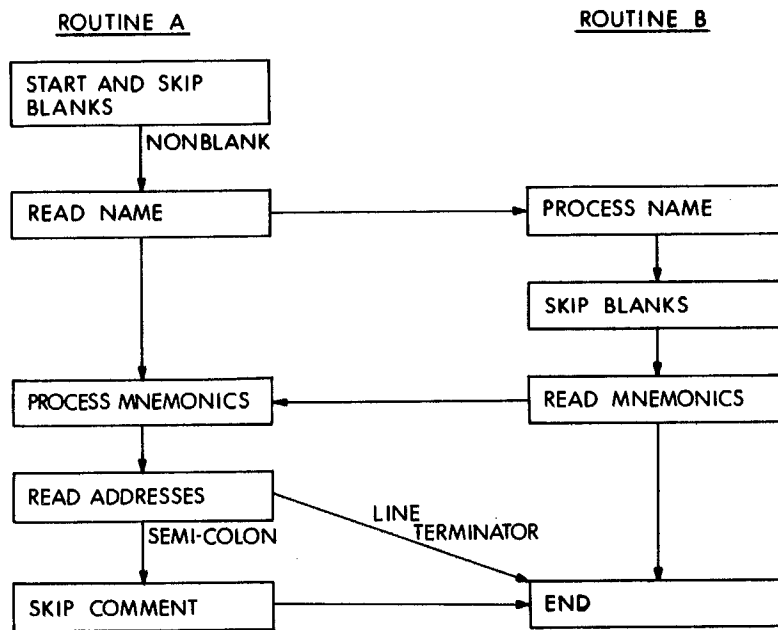 ROUTINE A
ROUTINE B
START AND SKIP
BLANKS
NONBLANK
READ NAME
PROCESS NAME
SKIP BLANKS
PROCESS MNEMONICS
READ MNEMONICS
READ ADDRESSES
LINE
TERMINATOR
SEMI-COLON
SKIP COMMENT
END